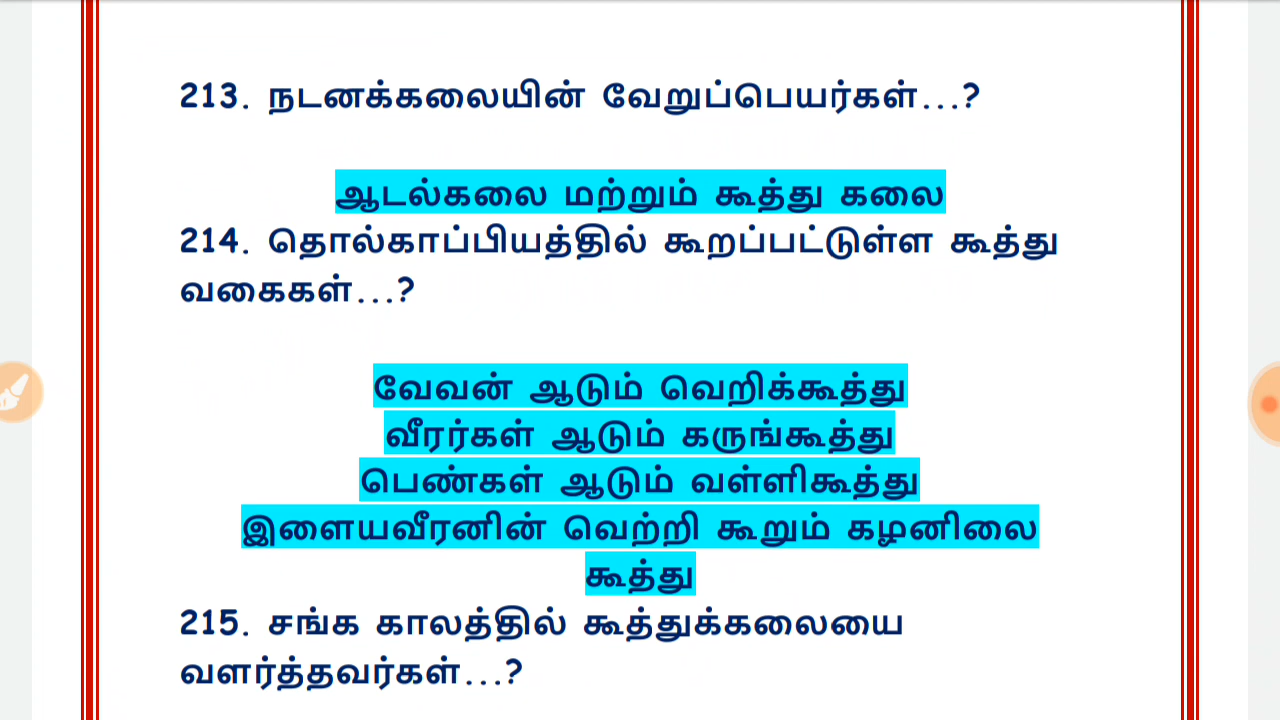 213. நடனக்கலையின் வேறுப்பெயர்கள்...?
ஆடல்கலை மற்றும் கூத்து கலை
214. தொல்காப்பியத்தில் கூறப்பட்டுள்ள கூத்து
வகைகள்...?
வேவன் ஆடும் வெறிக்கூத்து
வீரர்கள் ஆடும் கருங்கூத்து
பெண்கள் ஆடும் வள்ளிகூத்து
இளையவீரனின் வெற்றி கூறும் கழனிலை
கூத்து
215. சங்க காலத்தில் கூத்துக்கலையை
வளர்த்தவர்கள்...?